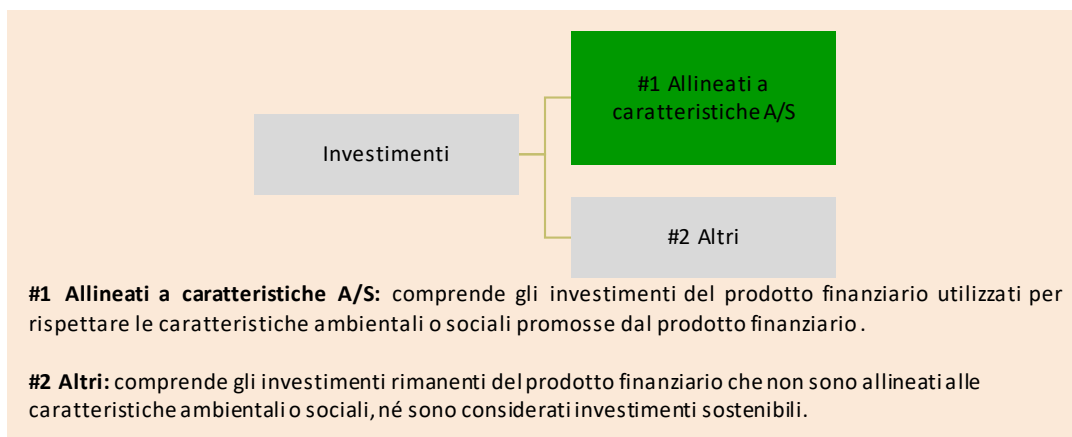 #1 Allineati a
caratteristiche A/S
Investimenti
#2 Altri
#1 Allineati a caratteristiche A/S: comprende gli investimenti del prodotto finanziario utilizzati per
rispettare le caratteristiche ambientali o sociali promosse dal prodotto finanziario.
#2 Altri: comprende gli investimenti rimanenti del prodotto finanziario che non sono allineati alle
caratteristiche ambientali o sociali, né sono considerati investimenti sostenibili.